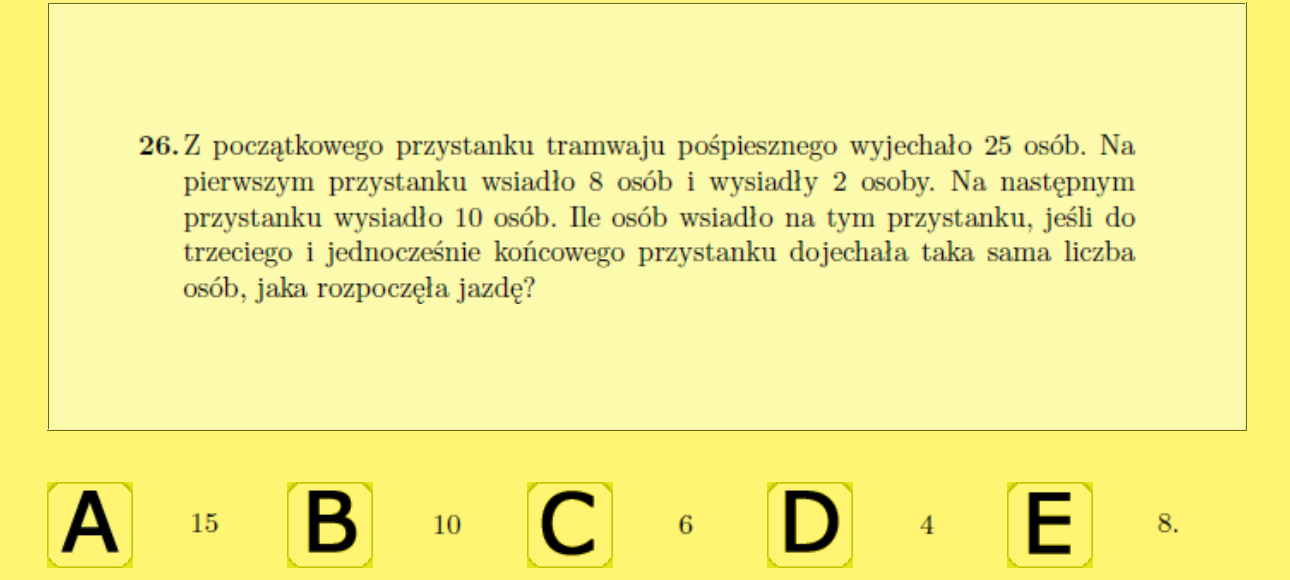 26. Z początkowego przystanku tramwaju pośpiesznego wyjechało 25 osób. Na
pierwszym przystanku wsiadło 8 osób i wysiadły 2 osoby. Na następnym
przystanku wysiadło 10 osób. Ile osób wsiadło na tym przystanku, jeśli do
trzeciego i jednocześnie końcowego przystanku dojechała taka sama liczba
osób, jaka rozpoczęła jazdę?
A 15 B 10 C 6 D 4 E 8.